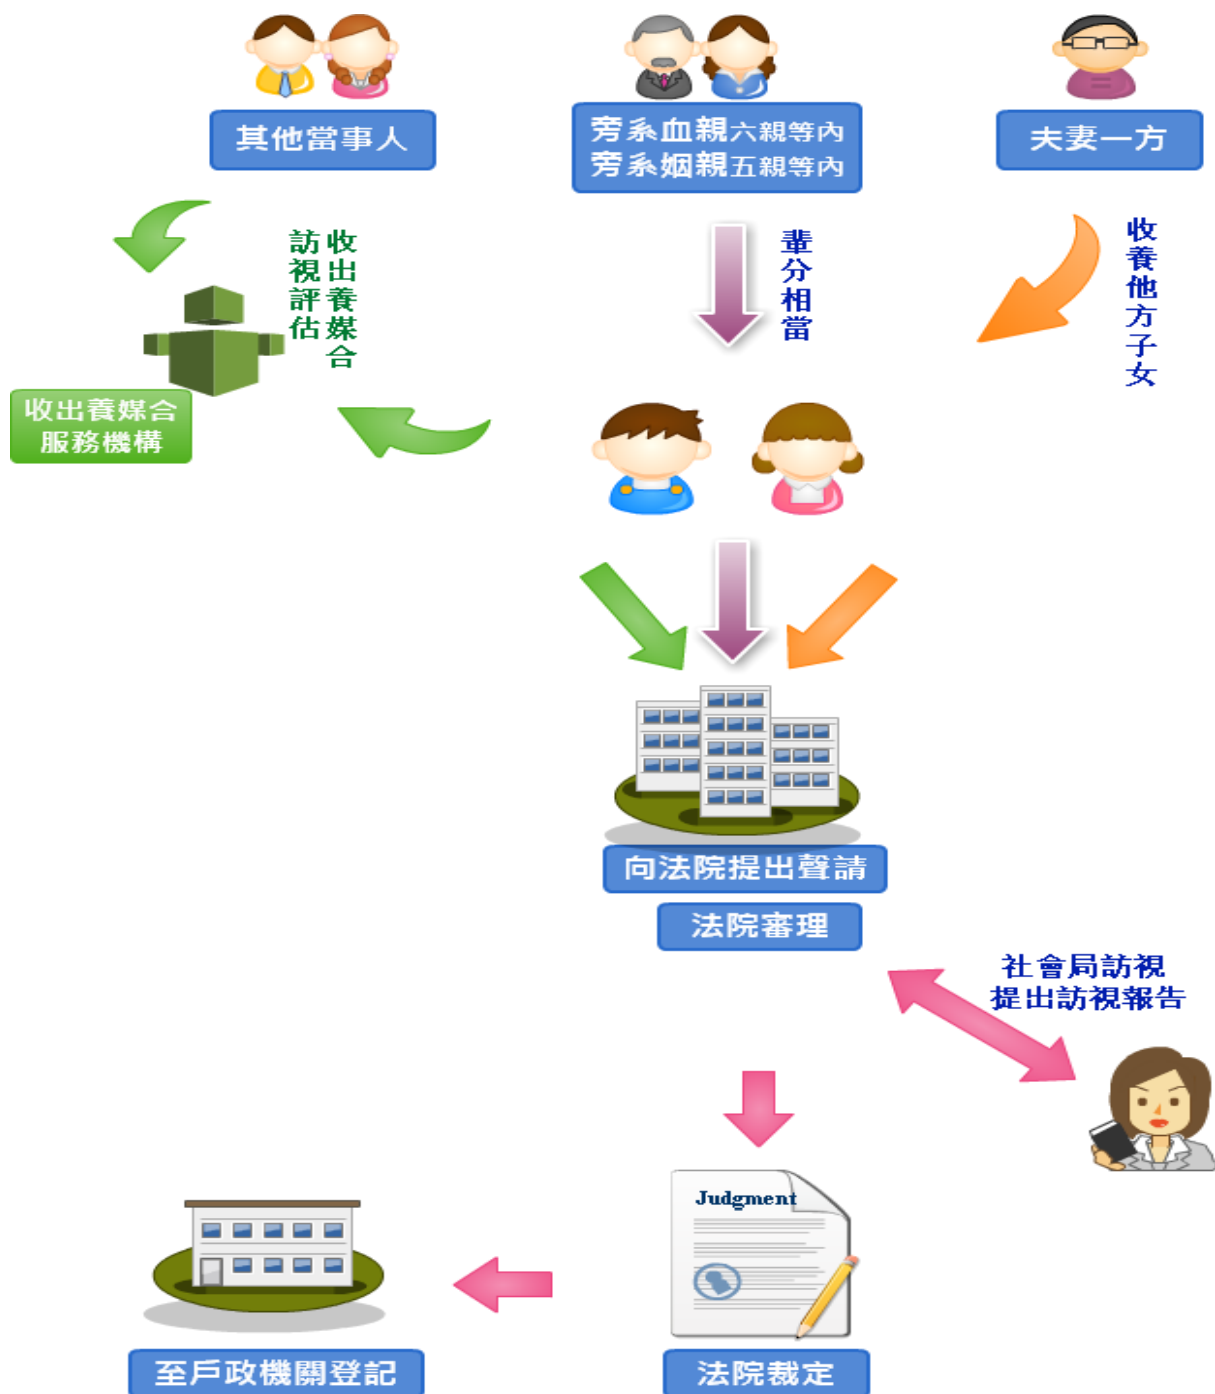 其他當事人
旁系血親六親等內
旁系姻親五親等內
夫妻一方
收出養媒合
訪視評估
輩分相當
收養他方子女
收出養媒合
服務機構
向法院提出聲請
法院審理
社會局訪視
提出訪視報告
Judgment
法院裁定
至戶政機關登記